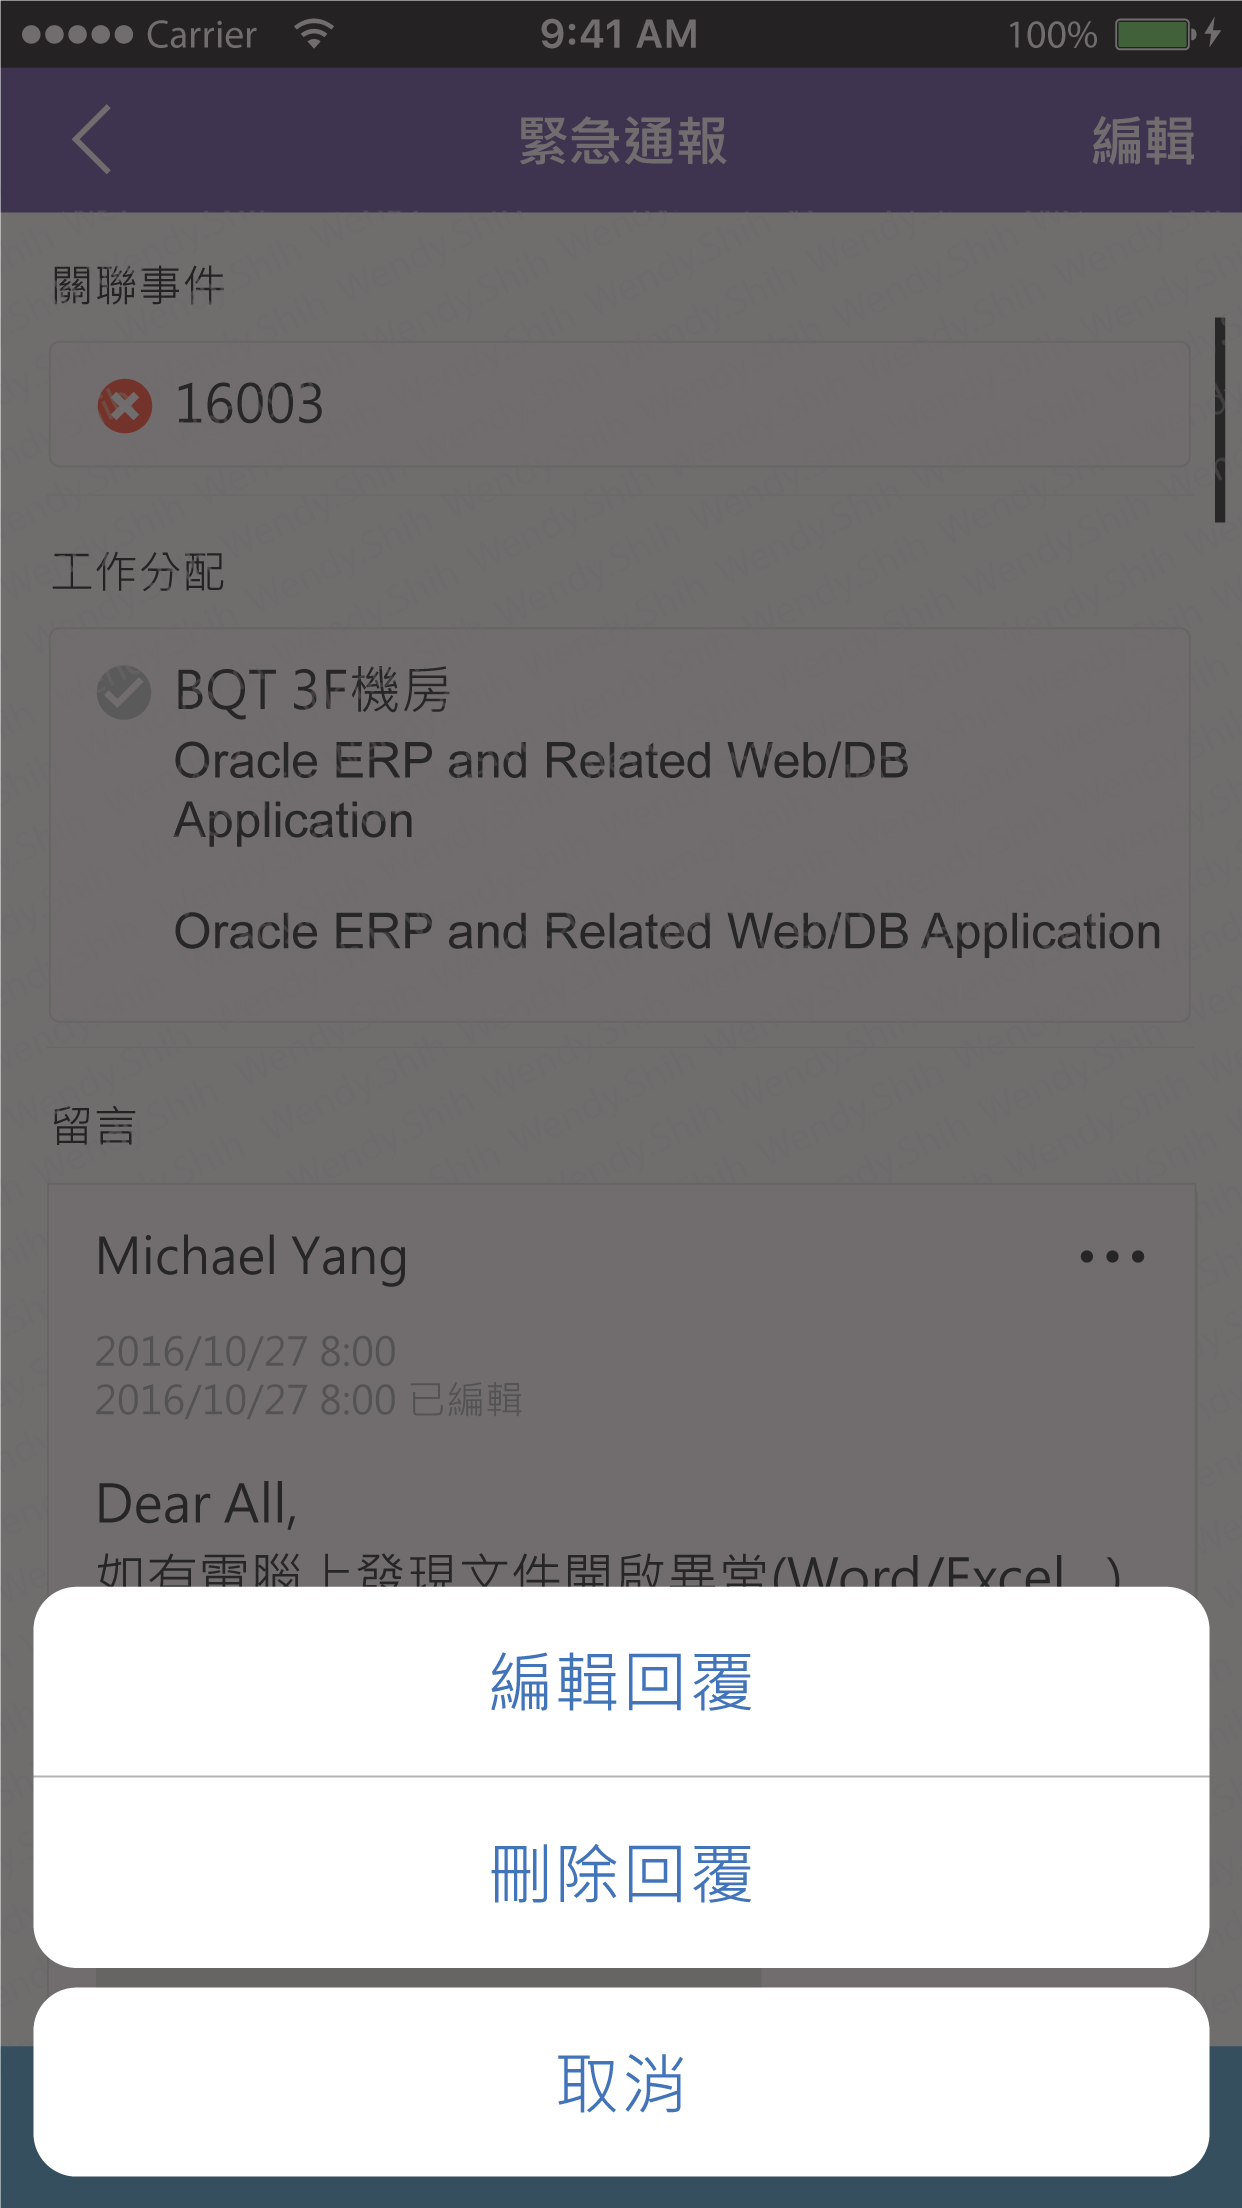 Carrier 9:41 AM 100%
緊急通報 編輯
關聯事件
16003
工作分配
BQT 3F機房
Oracle ERP and Related Web/DB
Application
Oracle ERP and Related Web/DB Application
留言
Michael Yang
2016/10/27 8:00
2016/10/27 8:00 已編輯
Dear All,
如有電腦上發現文件開啟異常(Word/Excel...)
編輯回覆
刪除回覆
取消
Wendy.Shih